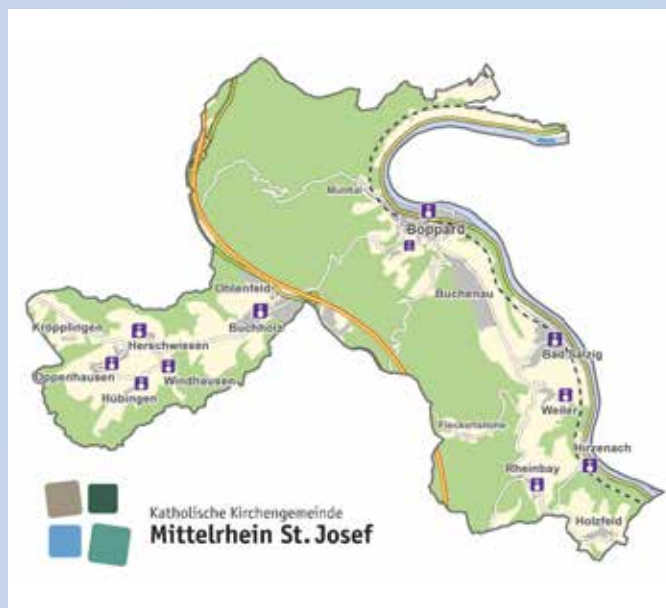 Mühltal
Boppard
Buchenau
Ohlenfeld
Buchholz
Kröpplingen
Herschwiesen
Oppenhausen
Windhausen
Hübingen
Bad Salzig
Weiler
Fleckertshöhe
Hirzenach
Rheinbay
Holzfeld
Katholische Kirchengemeinde
Mittelrhein St. Josef